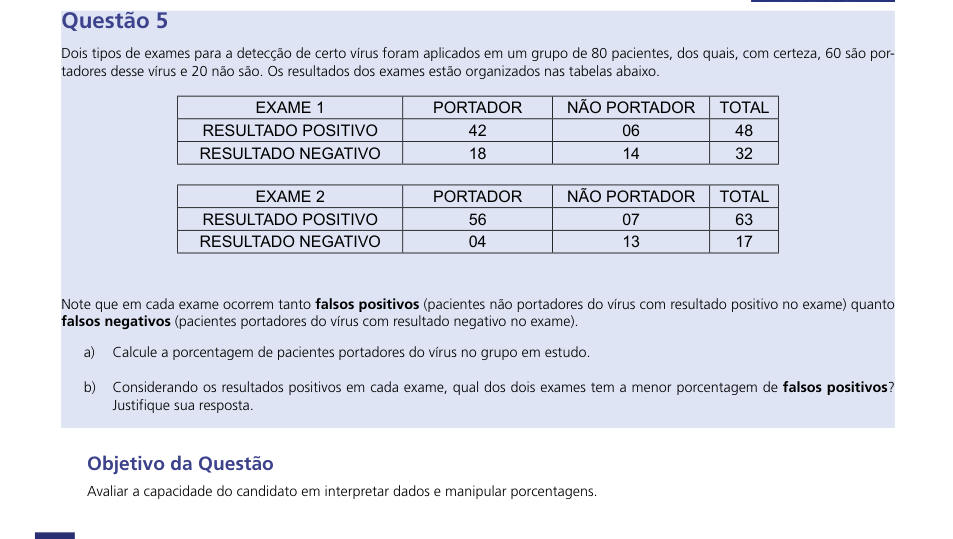 Questão 5
Dois tipos de exames para a detecção de certo vírus foram aplicados em um grupo de 80 pacientes, dos quais, com certeza, 60 são por-
tadores desse vírus e 20 não são. Os resultados dos exames estão organizados nas tabelas abaixo.
EXAME 1 PORTADOR NÃO PORTADOR TOTAL
RESULTADO POSITIVO 42 06 48
RESULTADO NEGATIVO 18 14 32
EXAME 2 PORTADOR NÃO PORTADOR TOTAL
RESULTADO POSITIVO 56 07 63
RESULTADO NEGATIVO 04 13 17
Note que em cada exame ocorrem tanto falsos positivos (pacientes não portadores do vírus com resultado positivo no exame) quanto
falsos negativos (pacientes portadores do vírus com resultado negativo no exame).
a) Calcule a porcentagem de pacientes portadores do vírus no grupo em estudo.
b) Considerando os resultados positivos em cada exame, qual dos dois exames tem a menor porcentagem de falsos positivos?
Justifique sua resposta.
Objetivo da Questão
Avaliar a capacidade do candidato em interpretar dados e manipular porcentagens.